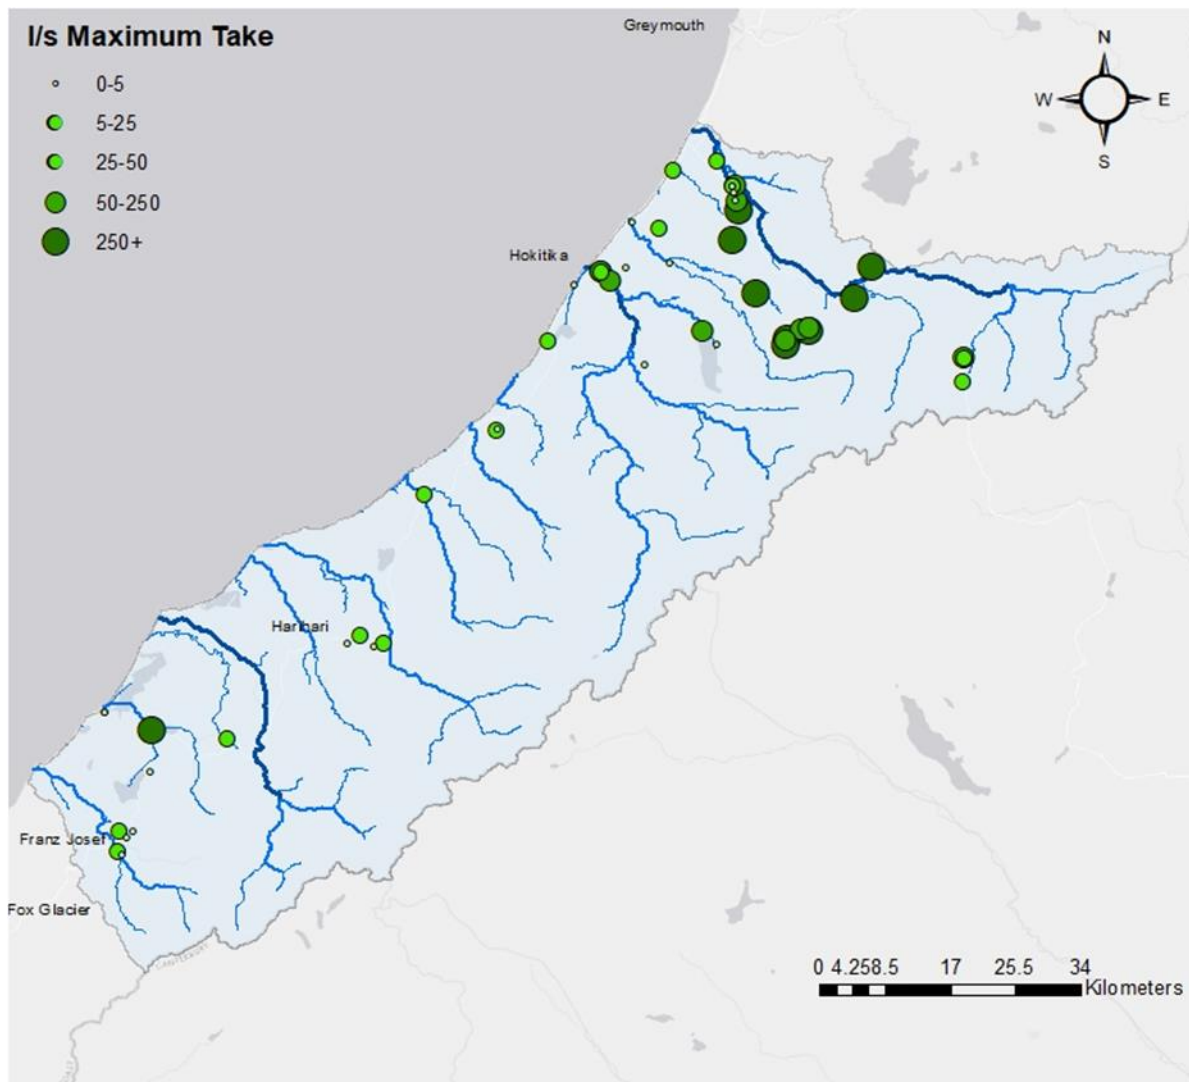 Greymouth
l/s Maximum Take
0-5
5-25
25-50
50-250
250+
N
W
E
S
Hokitika
Harihari
Franz Josef
Fox Glacier
CANTERBURY
0 4.258.5 17 25.5 34
Kilometers